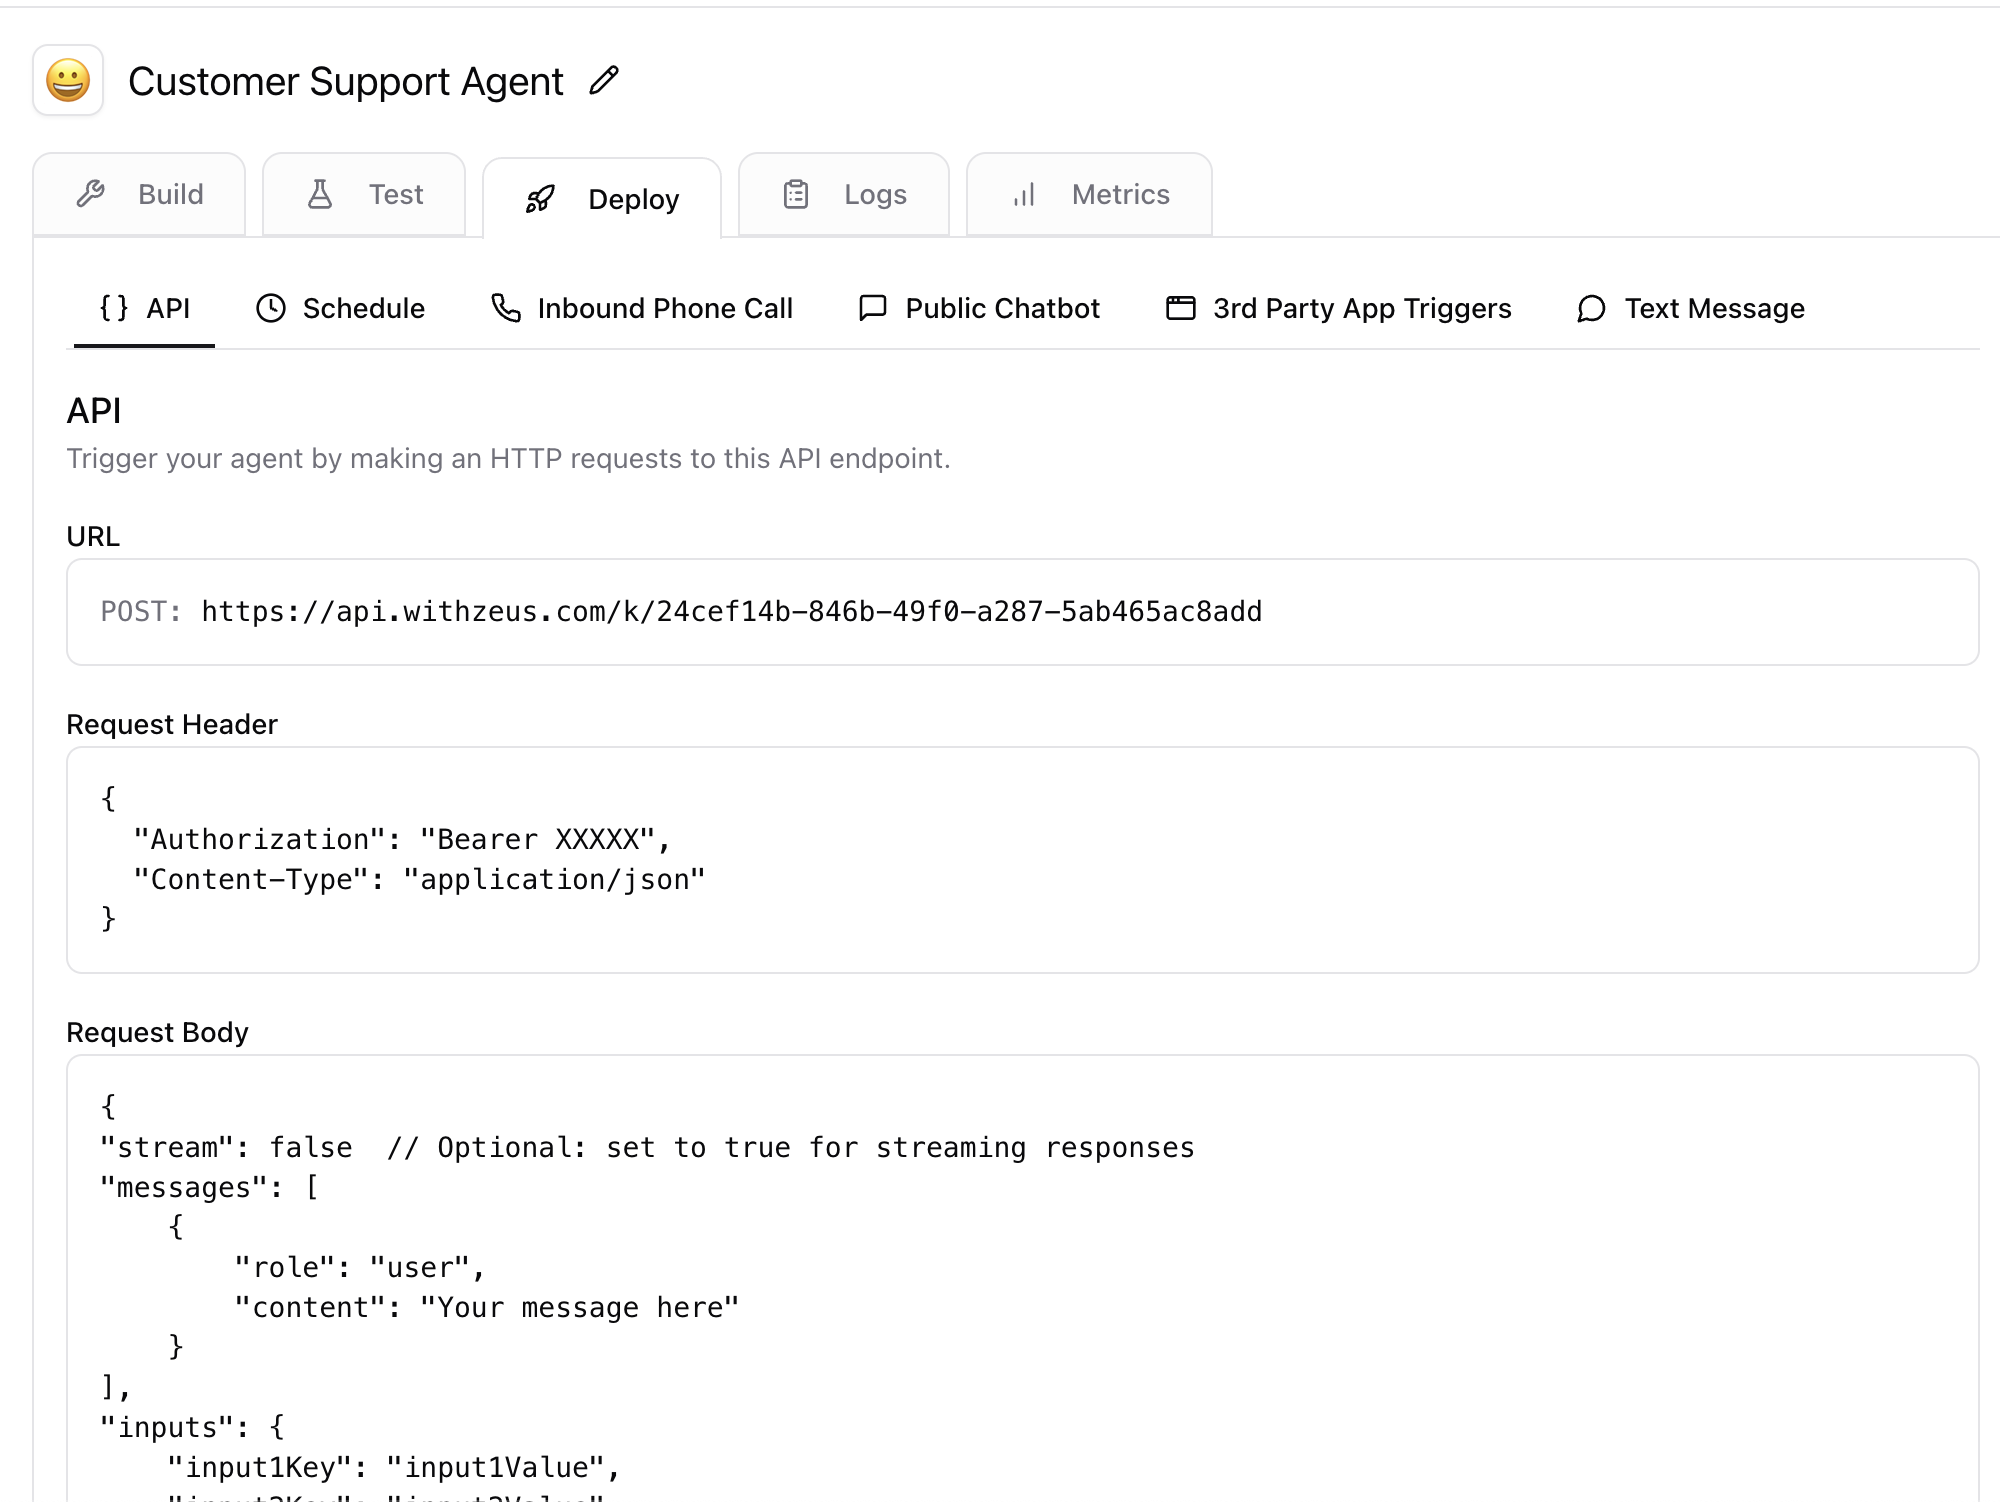 Customer Support Agent
Build Test Deploy Logs Metrics
{ } API Schedule Inbound Phone Call Public Chatbot 3rd Party App Triggers Text Message
API
Trigger your agent by making an HTTP requests to this API endpoint.
URL
POST: https://api.withzeus.com/k/24cef14b-846b-49f0-a287-5ab465ac8add
Request Header
{
  "Authorization": "Bearer XXXXX",
  "Content-Type": "application/json"
}
Request Body
{
"stream": false  // Optional: set to true for streaming responses
"messages": [
    {
        "role": "user",
        "content": "Your message here"
    }
],
"inputs": {
    "input1Key": "input1Value",